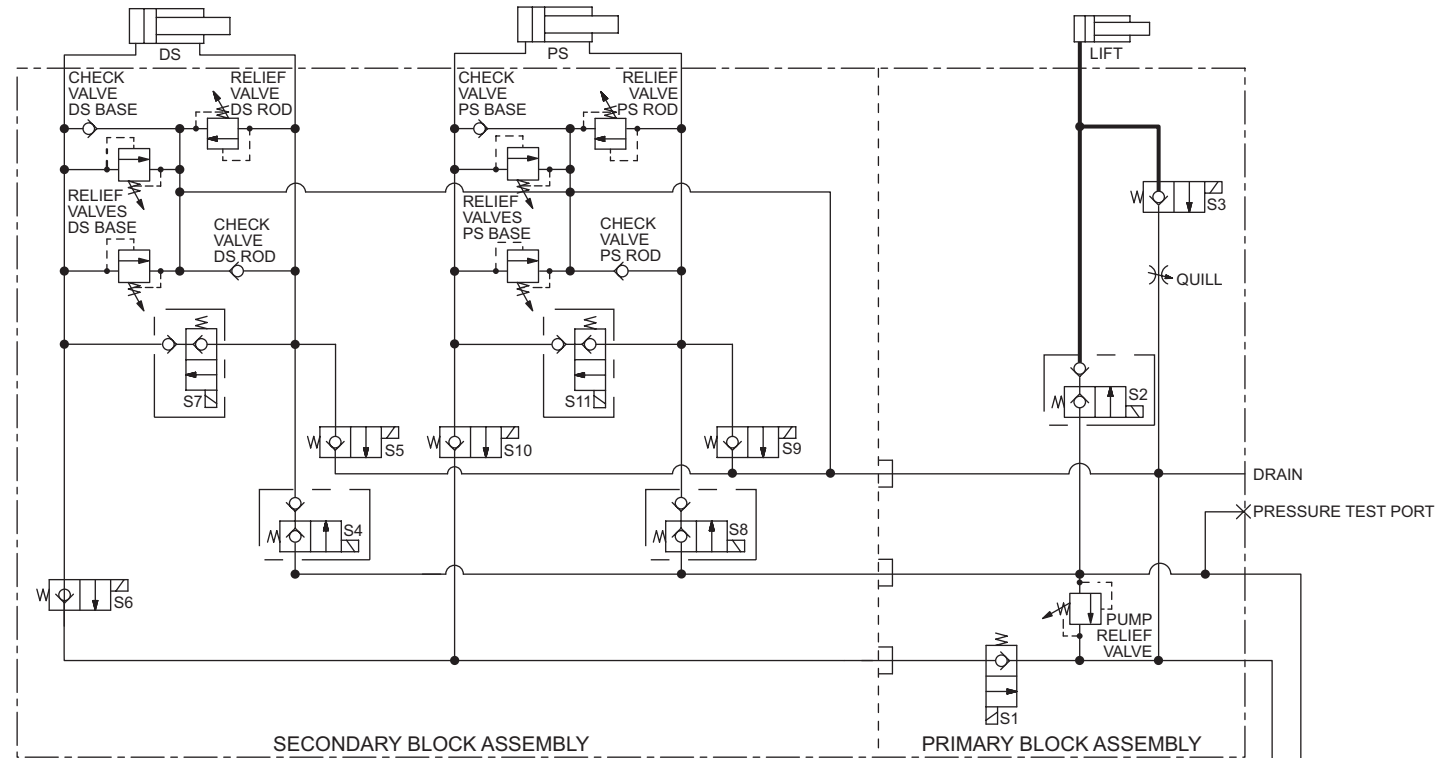 DS
PS
LIFT
CHECK
VALVE
DS BASE
RELIEF
VALVE
DS ROD
CHECK
VALVE
PS BASE
RELIEF
VALVE
PS ROD
RELIEF
VALVES
DS BASE
CHECK
VALVE
DS ROD
RELIEF
VALVES
PS BASE
CHECK
VALVE
PS ROD
S3
QUILL
S7
S11
S2
S5
S10
S9
DRAIN
PRESSURE TEST PORT
S4
S8
S6
PUMP
RELIEF
VALVE
S1
SECONDARY BLOCK ASSEMBLY
PRIMARY BLOCK ASSEMBLY